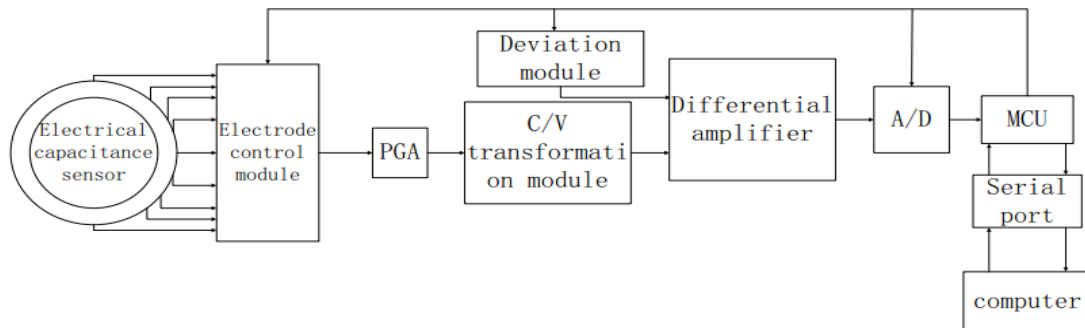 Deviation
module
Electrical
capacitance
sensor
Electrode
control
module
PGA
C/V
transformati
on module
Differential
amplifier
A/D
MCU
Serial
port
computer